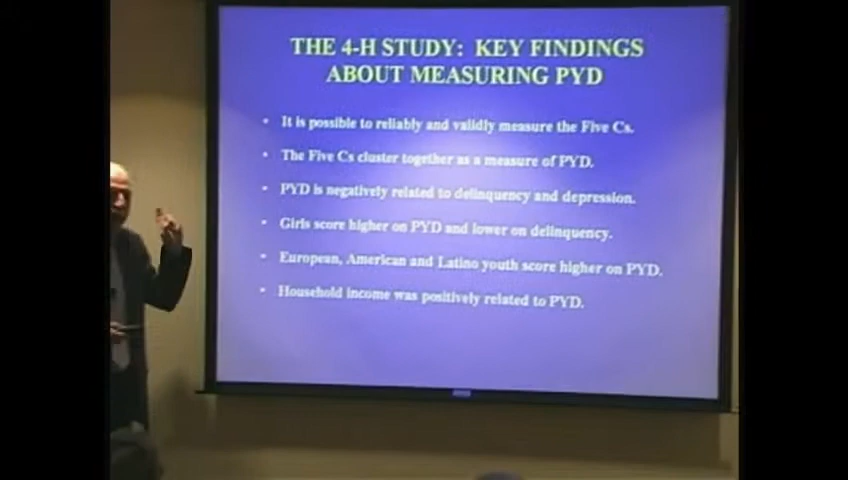 THE 4-H STUDY: KEY FINDINGS
ABOUT MEASURING PYD
• It is possible to reliably and validly measure the Five Cs.
• The Five Cs cluster together as a measure of PYD.
• PYD is negatively related to delinquency and depression.
• Girls score higher on PYD and lower on delinquency.
• European, American and Latino youth score higher on PYD.
• Household income was positively related to PYD.